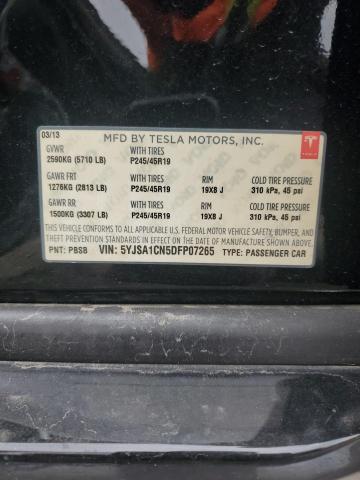 03/13 MFD BY TESLA MOTORS, INC.
GVWR WITH TIRES
2590KG (5710 LB) P245/45R19 TESLA
GAWR FRT WITH TIRES RIM COLD TIRE PRESSURE
1276KG (2813 LB) P245/45R19 19X8 J 310 kPa, 45 psi
GAWR RR WITH TIRES RIM COLD TIRE PRESSURE
1500KG (3307 LB) P245/45R19 19X8 J 310 kPa, 45 psi
THIS VEHICLE CONFORMS TO ALL APPLICABLE U.S. FEDERAL MOTOR VEHICLE SAFETY, BUMPER,
AND THEFT PREVENTION STANDARDS IN EFFECT ON THE DATE OF MANUFACTURE SHOWN ABOVE.
PNT: PBSB VIN: 5YJSA1CN5DFP07265 TYPE: PASSENGER CAR